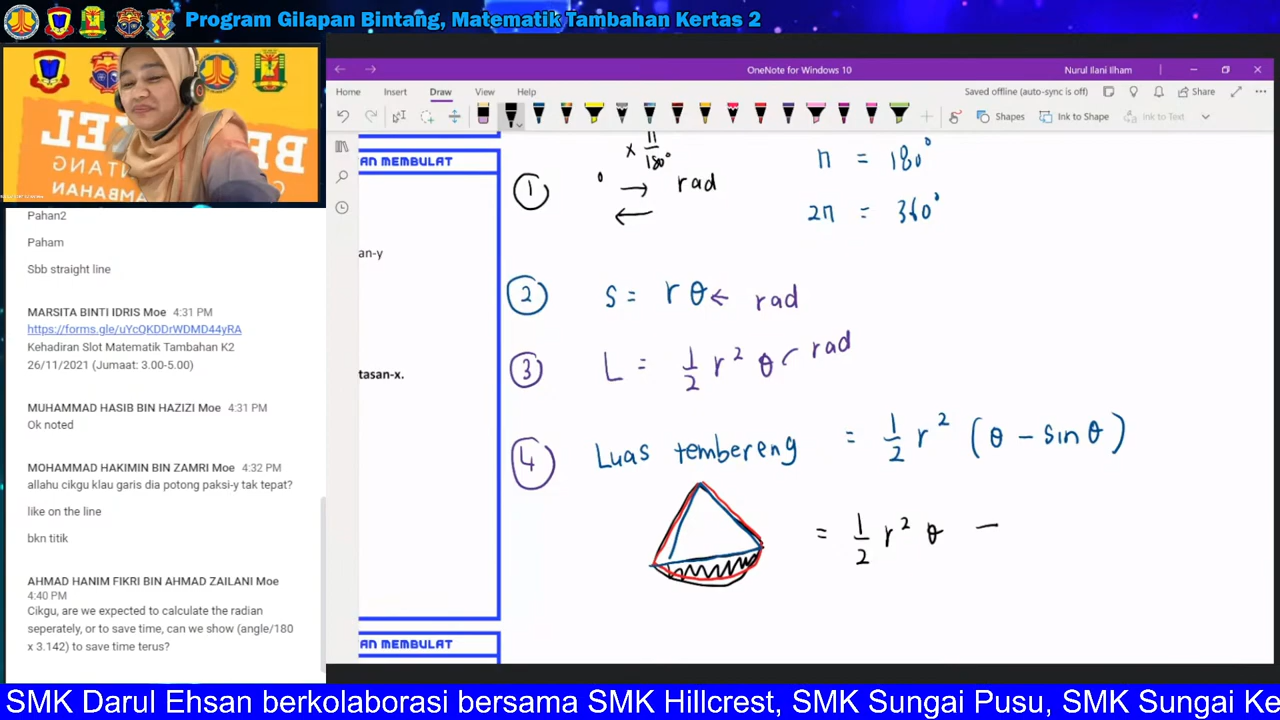 Program Gilapan Bintang, Matematik Tambahan Kertas 2
OneNote for Windows 10
Nurul Ilani Ilham
Home Insert Draw View Help
Saved offline (auto-sync is off)
Share
Shapes
Ink to Shape
Ink to Text
Pahan2
Paham
Sbb straight line
MARSITA BINTI IDRIS Moe 4:31 PM
https://forms.gle/uYcQKDDrWDMD44yRA
Kehadiran Slot Matematik Tambahan K2
26/11/2021 (Jumaat: 3.00-5.00)
MUHAMMAD HASIB BIN HAZIZI Moe 4:31 PM
Ok noted
MOHAMMAD HAKIMIN BIN ZAMRI Moe 4:32 PM
allahu cikgu klau garis dia potong paksi-y tak tepat?
like on the line
bkn titik
AHMAD HANIM FIKRI BIN AHMAD ZAILANI Moe
4:40 PM
Cikgu, are we expected to calculate the radian
seperately, or to save time, can we show (angle/180
x 3.142) to save time terus?
AN MEMBULAT
an-y
tasan-x.
AN MEMBULAT
x π/180°
① ° → rad
←
π = 180°
2π = 360°
② s = rθ ← rad
③ L = 1/2 r² θ rad
④ Luas tembereng = 1/2 r² (θ - sin θ)
= 1/2 r² θ -
SMK Darul Ehsan berkolaborasi bersama SMK Hillcrest, SMK Sungai Pusu, SMK Sungai Ke